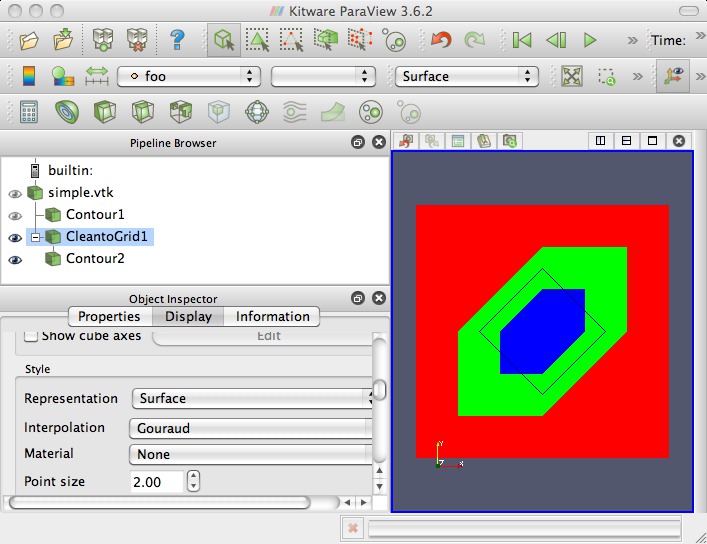 Kitware ParaView 3.6.2
? Time:
foo Surface
Pipeline Browser
builtin:
simple.vtk
Contour1
CleantoGrid1
Contour2
Object Inspector
Properties Display Information
Show cube axes Edit
Style
Representation Surface
Interpolation Gouraud
Material None
Point size 2.00
Y
Z X